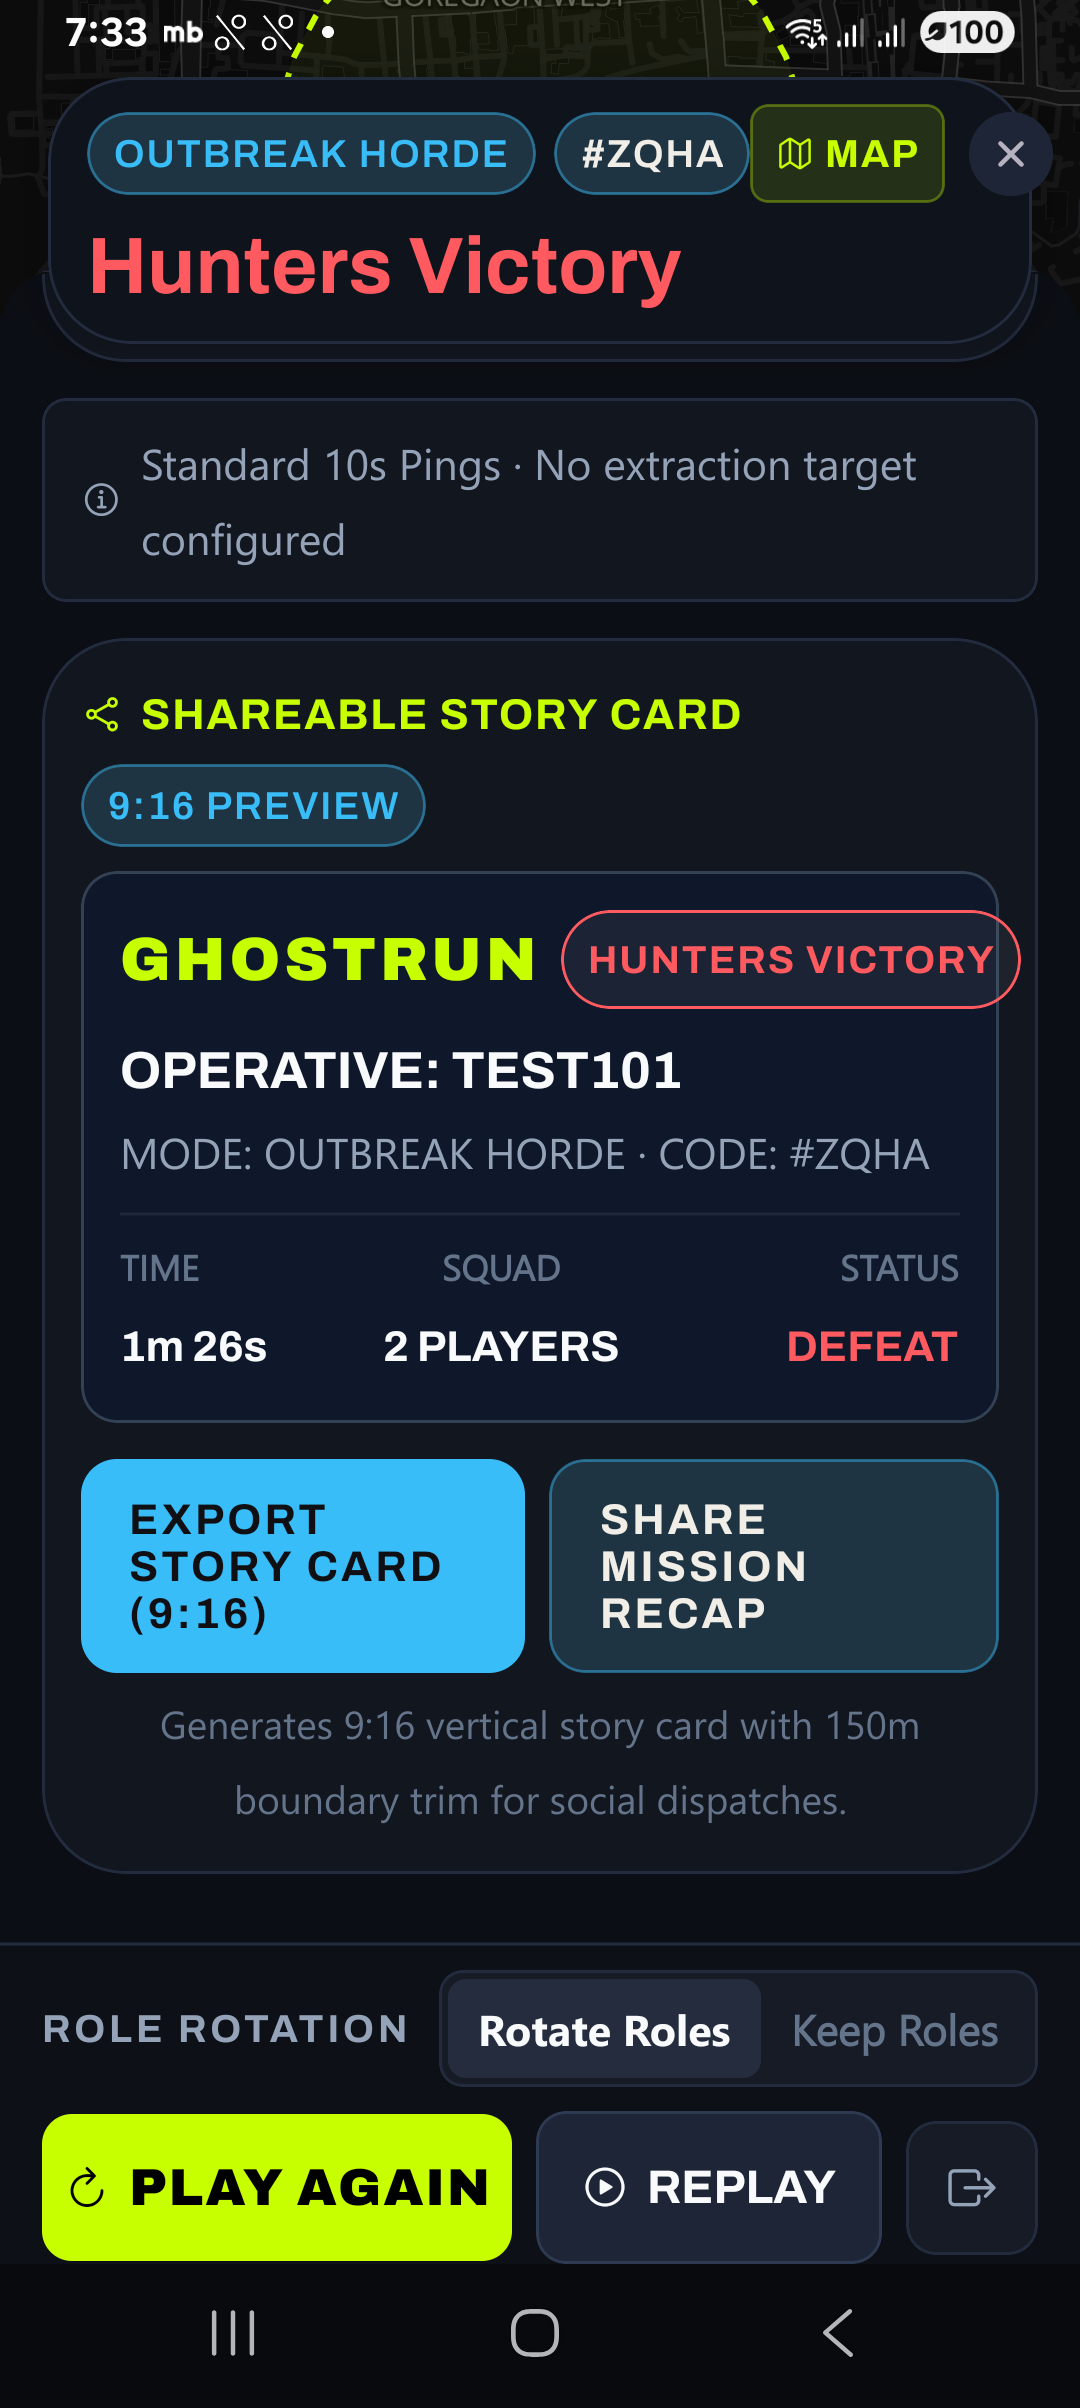 GOREGAON WEST
7:33 mb
5
100
OUTBREAK HORDE #ZQHA MAP
Hunters Victory
Standard 10s Pings · No extraction target
configured
SHAREABLE STORY CARD
9:16 PREVIEW
GHOSTRUN HUNTERS VICTORY
OPERATIVE: TEST101
MODE: OUTBREAK HORDE · CODE: #ZQHA
TIME SQUAD STATUS
1m 26s 2 PLAYERS DEFEAT
EXPORT
STORY CARD
(9:16)
SHARE
MISSION
RECAP
Generates 9:16 vertical story card with 150m
boundary trim for social dispatches.
ROLE ROTATION Rotate Roles Keep Roles
PLAY AGAIN REPLAY